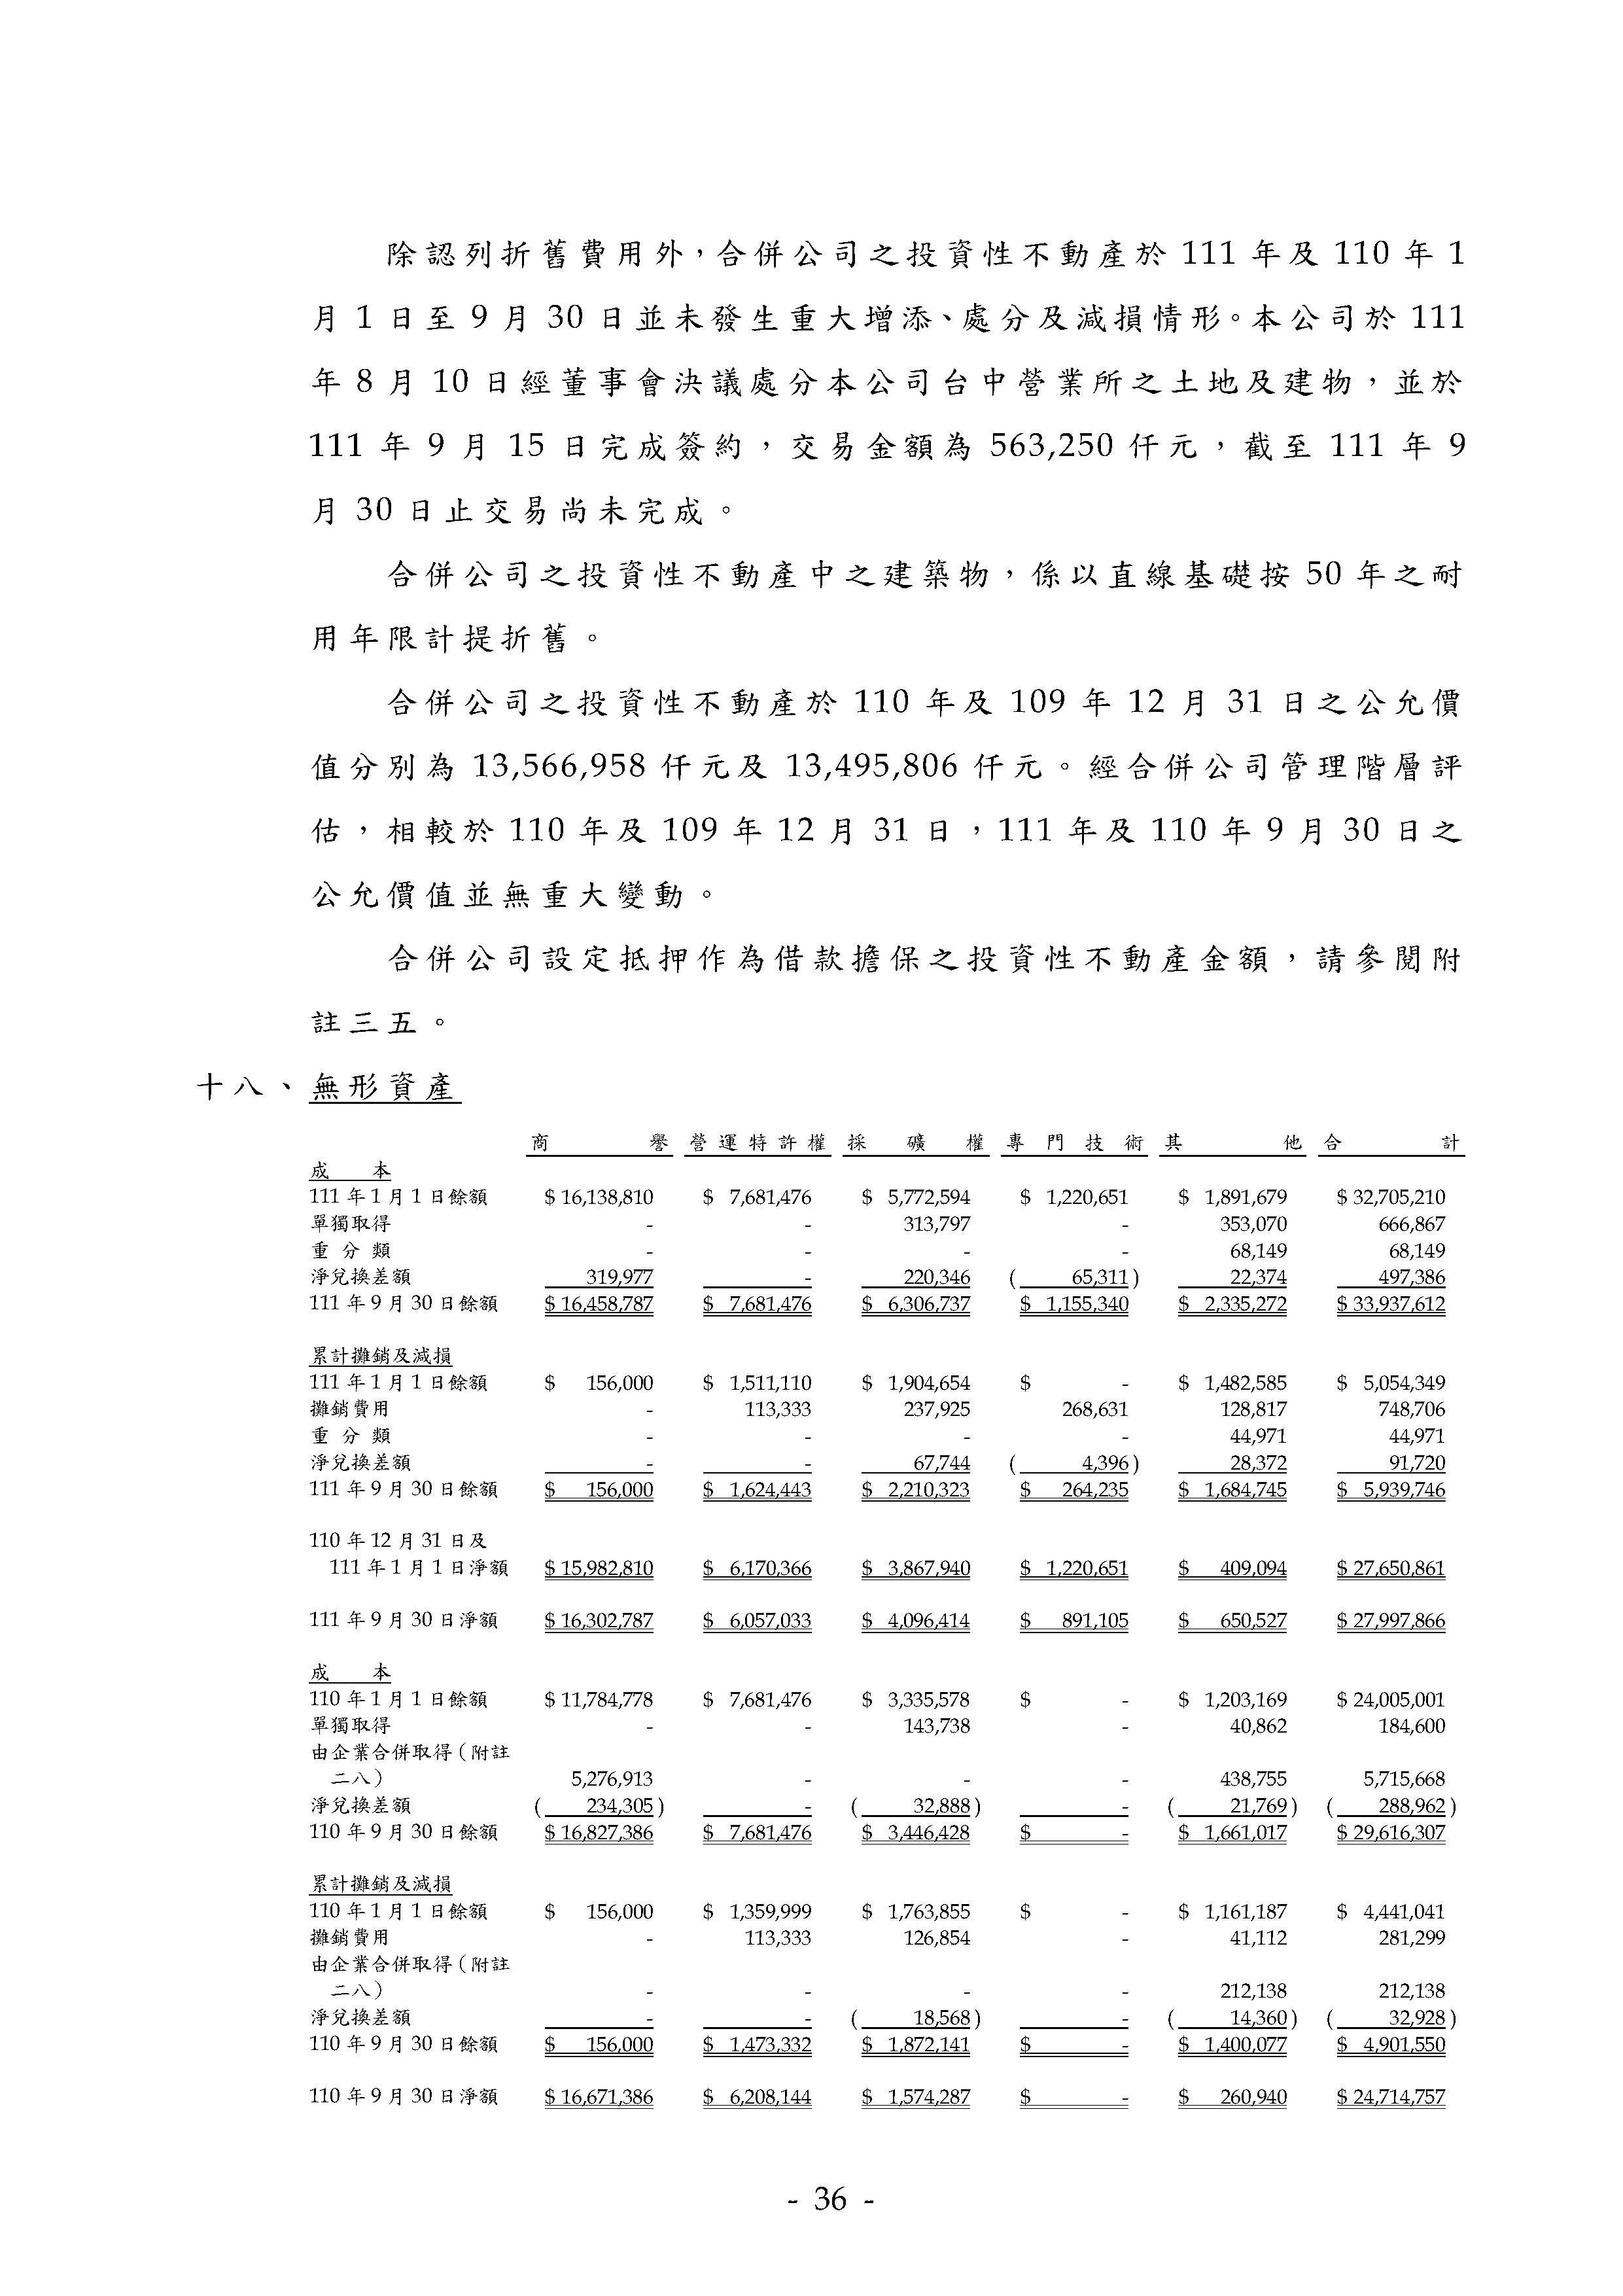 除認列折舊費用外，合併公司之投資性不動產於 111 年及 110 年 1
月 1 日至 9 月 30 日並未發生重大增添、處分及減損情形。本公司於 111
年 8 月 10 日經董事會決議處分本公司台中營業所之土地及建物，並於
111 年 9 月 15 日完成簽約，交易金額為 563,250 仟元，截至 111 年 9
月 30 日止交易尚未完成。
合併公司之投資性不動產中之建築物，係以直線基礎按 50 年之耐
用年限計提折舊。
合併公司之投資性不動產於 110 年及 109 年 12 月 31 日之公允價
值分別為 13,566,958 仟元及 13,495,806 仟元。經合併公司管理階層評
估，相較於 110 年及 109 年 12 月 31 日，111 年及 110 年 9 月 30 日之
公允價值並無重大變動。
合併公司設定抵押作為借款擔保之投資性不動產金額，請參閱附
註三五。
十八、無形資產
商譽 營運特許權 採礦權 專門技術 其他 合計
成本
111 年 1 月 1 日餘額 $ 16,138,810 $ 7,681,476 $ 5,772,594 $ 1,220,651 $ 1,891,679 $ 32,705,210
單獨取得 - - 313,797 - 353,070 666,867
重分類 - - - - 68,149 68,149
淨兌換差額 319,977 - 220,346 ( 65,311 ) 22,374 497,386
111 年 9 月 30 日餘額 $ 16,458,787 $ 7,681,476 $ 6,306,737 $ 1,155,340 $ 2,335,272 $ 33,937,612
累計攤銷及減損
111 年 1 月 1 日餘額 $ 156,000 $ 1,511,110 $ 1,904,654 $ - $ 1,482,585 $ 5,054,349
攤銷費用 - 113,333 237,925 268,631 128,817 748,706
重分類 - - - - 44,971 44,971
淨兌換差額 - - 67,744 ( 4,396 ) 28,372 91,720
111 年 9 月 30 日餘額 $ 156,000 $ 1,624,443 $ 2,210,323 $ 264,235 $ 1,684,745 $ 5,939,746
110 年 12 月 31 日及
111 年 1 月 1 日淨額 $ 15,982,810 $ 6,170,366 $ 3,867,940 $ 1,220,651 $ 409,094 $ 27,650,861
111 年 9 月 30 日淨額 $ 16,302,787 $ 6,057,033 $ 4,096,414 $ 891,105 $ 650,527 $ 27,997,866
成本
110 年 1 月 1 日餘額 $ 11,784,778 $ 7,681,476 $ 3,335,578 $ - $ 1,203,169 $ 24,005,001
單獨取得 - - 143,738 - 40,862 184,600
由企業合併取得（附註
二八） 5,276,913 - - - 438,755 5,715,668
淨兌換差額 ( 234,305 ) - ( 32,888 ) - ( 21,769 ) ( 288,962 )
110 年 9 月 30 日餘額 $ 16,827,386 $ 7,681,476 $ 3,446,428 $ - $ 1,661,017 $ 29,616,307
累計攤銷及減損
110 年 1 月 1 日餘額 $ 156,000 $ 1,359,999 $ 1,763,855 $ - $ 1,161,187 $ 4,441,041
攤銷費用 - 113,333 126,854 - 41,112 281,299
由企業合併取得（附註
二八） - - - - 212,138 212,138
淨兌換差額 - - ( 18,568 ) - ( 14,360 ) ( 32,928 )
110 年 9 月 30 日餘額 $ 156,000 $ 1,473,332 $ 1,872,141 $ - $ 1,400,077 $ 4,901,550
110 年 9 月 30 日淨額 $ 16,671,386 $ 6,208,144 $ 1,574,287 $ - $ 260,940 $ 24,714,757
- 36 -